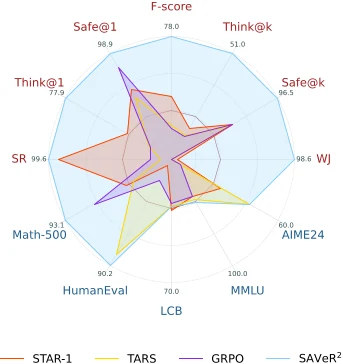 F-score
78.0
Safe@1
98.9
Think@k
51.0
Think@1
77.9
Safe@k
96.5
SR 99.6
98.6 WJ
93.1
Math-500
60.0
AIME24
90.2
HumanEval
100.0
MMLU
70.0
LCB
STAR-1 TARS GRPO SAVeR²